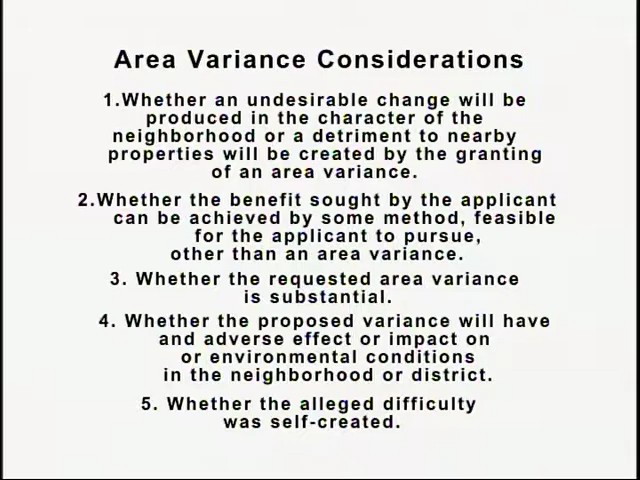 Area Variance Considerations
1.Whether an undesirable change will be
produced in the character of the
neighborhood or a detriment to nearby
properties will be created by the granting
of an area variance.
2.Whether the benefit sought by the applicant
can be achieved by some method, feasible
for the applicant to pursue,
other than an area variance.
3. Whether the requested area variance
is substantial.
4. Whether the proposed variance will have
and adverse effect or impact on
or environmental conditions
in the neighborhood or district.
5. Whether the alleged difficulty
was self-created.